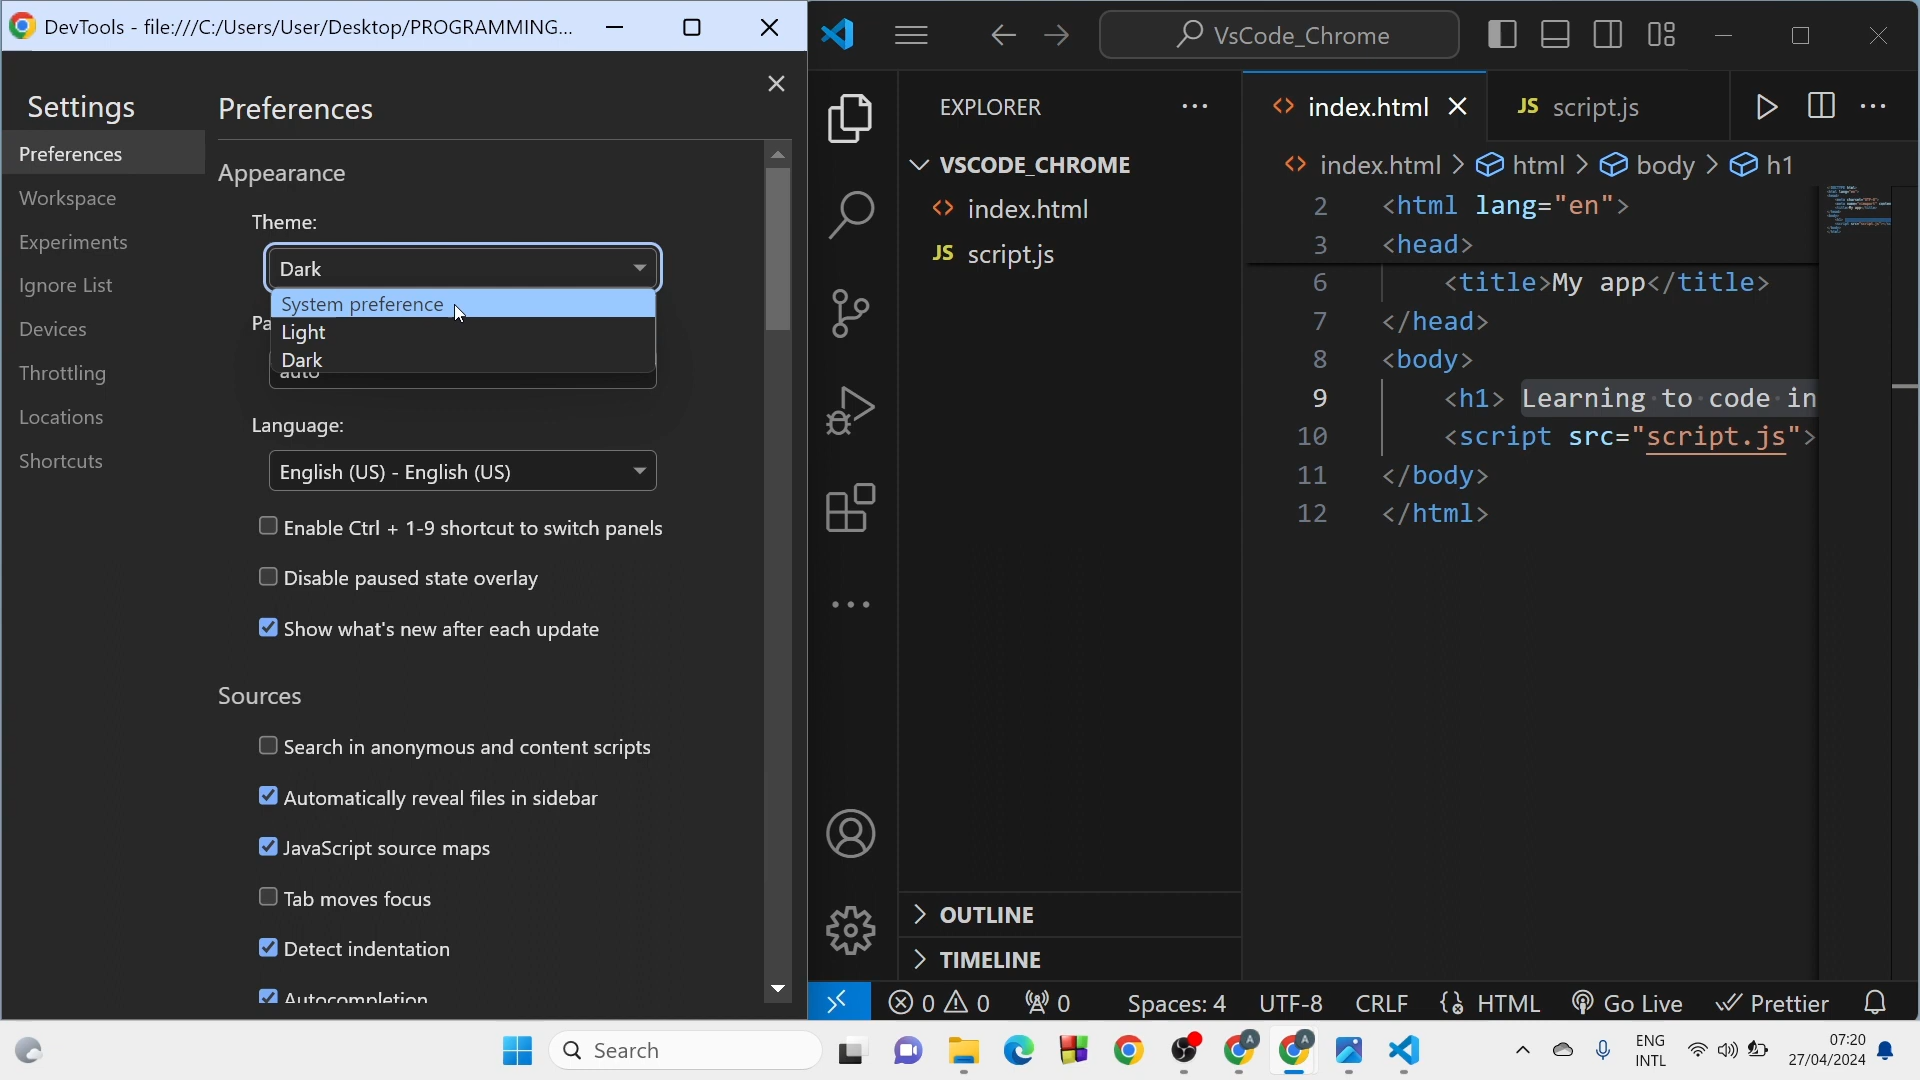 DevTools - file:///C:/Users/User/Desktop/PROGRAMMING...
Settings
Preferences
Workspace
Experiments
Ignore List
Devices
Throttling
Locations
Shortcuts
Preferences
Appearance
Theme:
Dark
System preference
Light
Dark
Pa
auto
Language:
English (US) - English (US)
Enable Ctrl + 1-9 shortcut to switch panels
Disable paused state overlay
Show what's new after each update
Sources
Search in anonymous and content scripts
Automatically reveal files in sidebar
JavaScript source maps
Tab moves focus
Detect indentation
Autocompletion
VsCode_Chrome
EXPLORER
VSCODE_CHROME
index.html
JS script.js
OUTLINE
TIMELINE
index.html
JS script.js
index.html > html > body > h1
2 <html lang="en">
3 <head>
6 <title>My app</title>
7 </head>
8 <body>
9 <h1> Learning to code in
10 <script src="script.js">
11 </body>
12 </html>
0 0 0 Spaces: 4 UTF-8 CRLF HTML Go Live Prettier
Search
A
A
ENG
INTL
07:20
27/04/2024